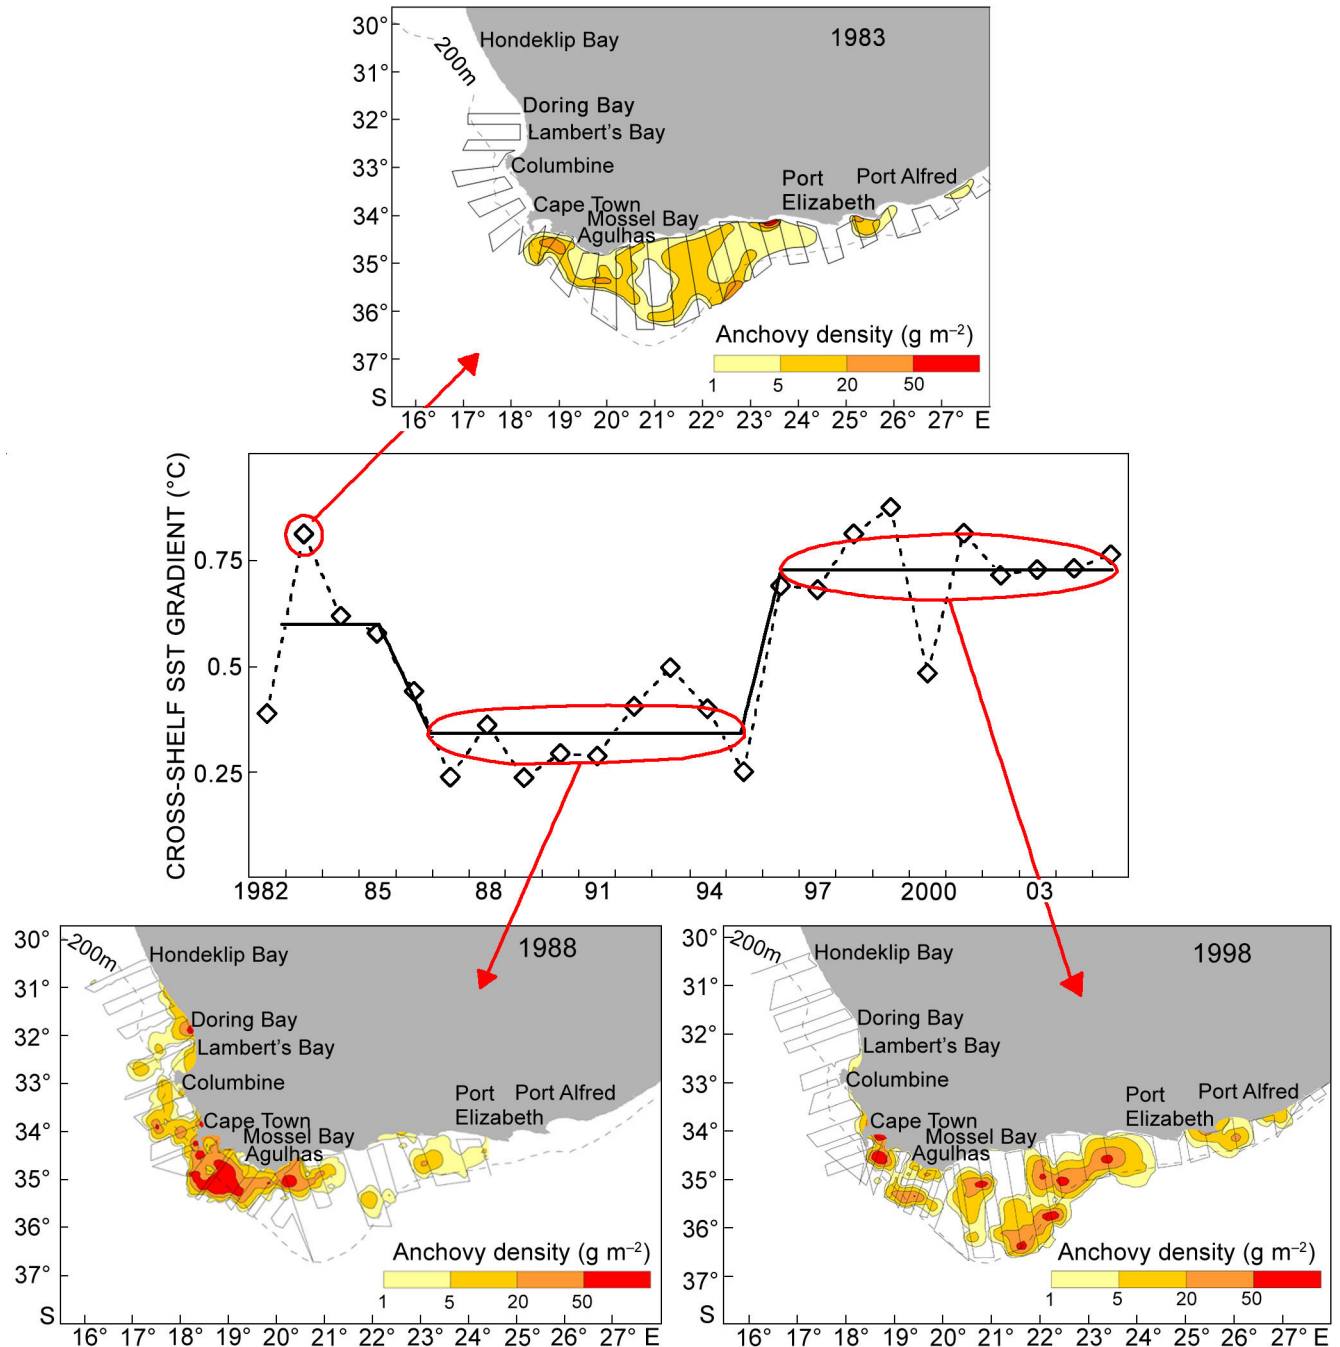 30°
Hondeklip Bay
1983
200m
31°
Doring Bay
32°
Lambert's Bay
33°
Columbine
Port Alfred
Port
Elizabeth
34°
Cape Town
Mossel Bay
Agulhas
35°
36°
Anchovy density (g m⁻²)
37°
1 5 20 50
S
16° 17° 18° 19° 20° 21° 22° 23° 24° 25° 26° 27° E
CROSS-SHELF SST GRADIENT (°C)
0.75
0.5
0.25
1982 85 88 91 94 97 2000 03
30°
200m
Hondeklip Bay
1988
31°
Doring Bay
32°
Lambert's Bay
33°
Columbine
Port
Elizabeth
Port Alfred
Cape Town
34°
Mossel Bay
Agulhas
35°
36°
Anchovy density (g m⁻²)
37°
1 5 20 50
S
16° 17° 18° 19° 20° 21° 22° 23° 24° 25° 26° 27° E
30°
200m
Hondeklip Bay
1998
31°
Doring Bay
32°
Lambert's Bay
33°
Columbine
Port
Elizabeth
Port Alfred
Cape Town
34°
Mossel Bay
Agulhas
35°
36°
Anchovy density (g m⁻²)
37°
1 5 20 50
S
16° 17° 18° 19° 20° 21° 22° 23° 24° 25° 26° 27° E